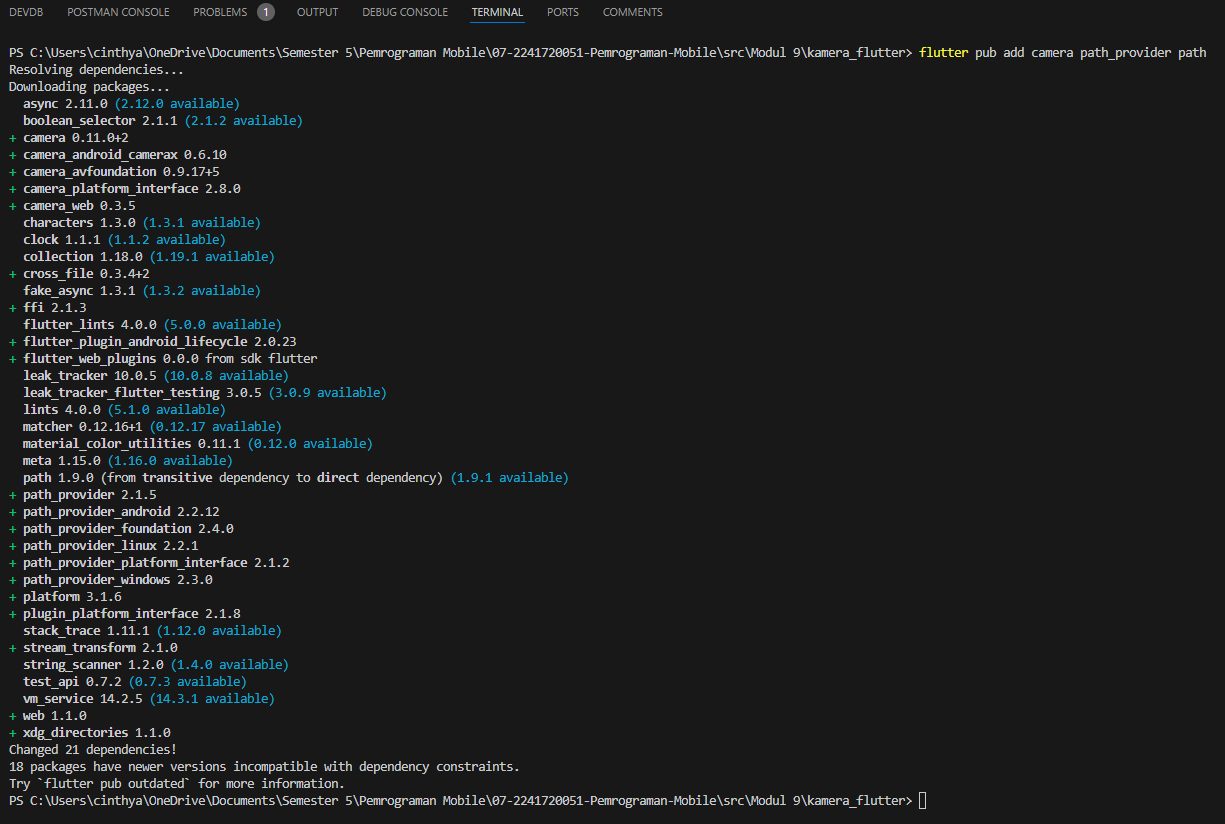 DEVDB POSTMAN CONSOLE PROBLEMS 1 OUTPUT DEBUG CONSOLE TERMINAL PORTS COMMENTS
PS C:\Users\cinthya\OneDrive\Documents\Semester 5\Pemrograman Mobile\07-2241720051-Pemrograman-Mobile\src\Modul 9\kamera_flutter> flutter pub add camera path_provider path
Resolving dependencies...
Downloading packages...
  async 2.11.0 (2.12.0 available)
  boolean_selector 2.1.1 (2.1.2 available)
+ camera 0.11.0+2
+ camera_android_camerax 0.6.10
+ camera_avfoundation 0.9.17+5
+ camera_platform_interface 2.8.0
+ camera_web 0.3.5
  characters 1.3.0 (1.3.1 available)
  clock 1.1.1 (1.1.2 available)
  collection 1.18.0 (1.19.1 available)
+ cross_file 0.3.4+2
  fake_async 1.3.1 (1.3.2 available)
+ ffi 2.1.3
  flutter_lints 4.0.0 (5.0.0 available)
+ flutter_plugin_android_lifecycle 2.0.23
+ flutter_web_plugins 0.0.0 from sdk flutter
  leak_tracker 10.0.5 (10.0.8 available)
  leak_tracker_flutter_testing 3.0.5 (3.0.9 available)
  lints 4.0.0 (5.1.0 available)
  matcher 0.12.16+1 (0.12.17 available)
  material_color_utilities 0.11.1 (0.12.0 available)
  meta 1.15.0 (1.16.0 available)
  path 1.9.0 (from transitive dependency to direct dependency) (1.9.1 available)
+ path_provider 2.1.5
+ path_provider_android 2.2.12
+ path_provider_foundation 2.4.0
+ path_provider_linux 2.2.1
+ path_provider_platform_interface 2.1.2
+ path_provider_windows 2.3.0
+ platform 3.1.6
+ plugin_platform_interface 2.1.8
  stack_trace 1.11.1 (1.12.0 available)
+ stream_transform 2.1.0
  string_scanner 1.2.0 (1.4.0 available)
  test_api 0.7.2 (0.7.3 available)
  vm_service 14.2.5 (14.3.1 available)
+ web 1.1.0
+ xdg_directories 1.1.0
Changed 21 dependencies!
18 packages have newer versions incompatible with dependency constraints.
Try `flutter pub outdated` for more information.
PS C:\Users\cinthya\OneDrive\Documents\Semester 5\Pemrograman Mobile\07-2241720051-Pemrograman-Mobile\src\Modul 9\kamera_flutter>